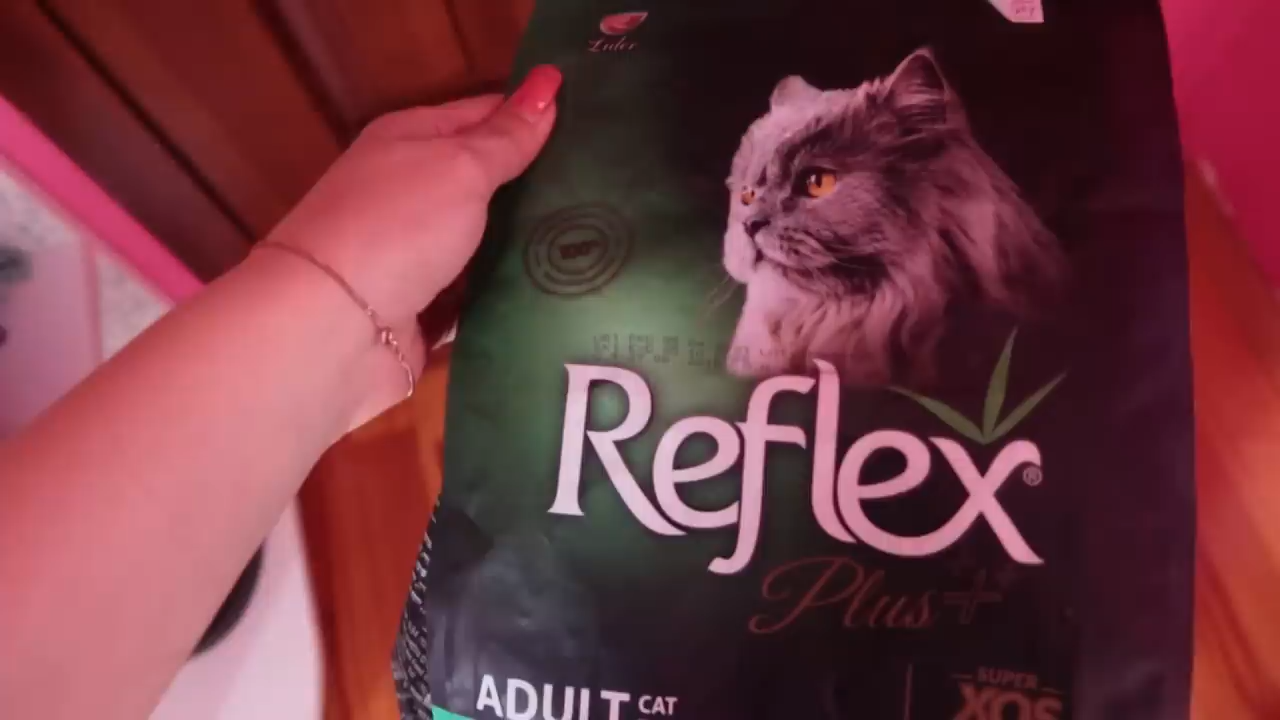 Lider
Reflex®
Plus+
ADULT CAT
SUPER
XOS